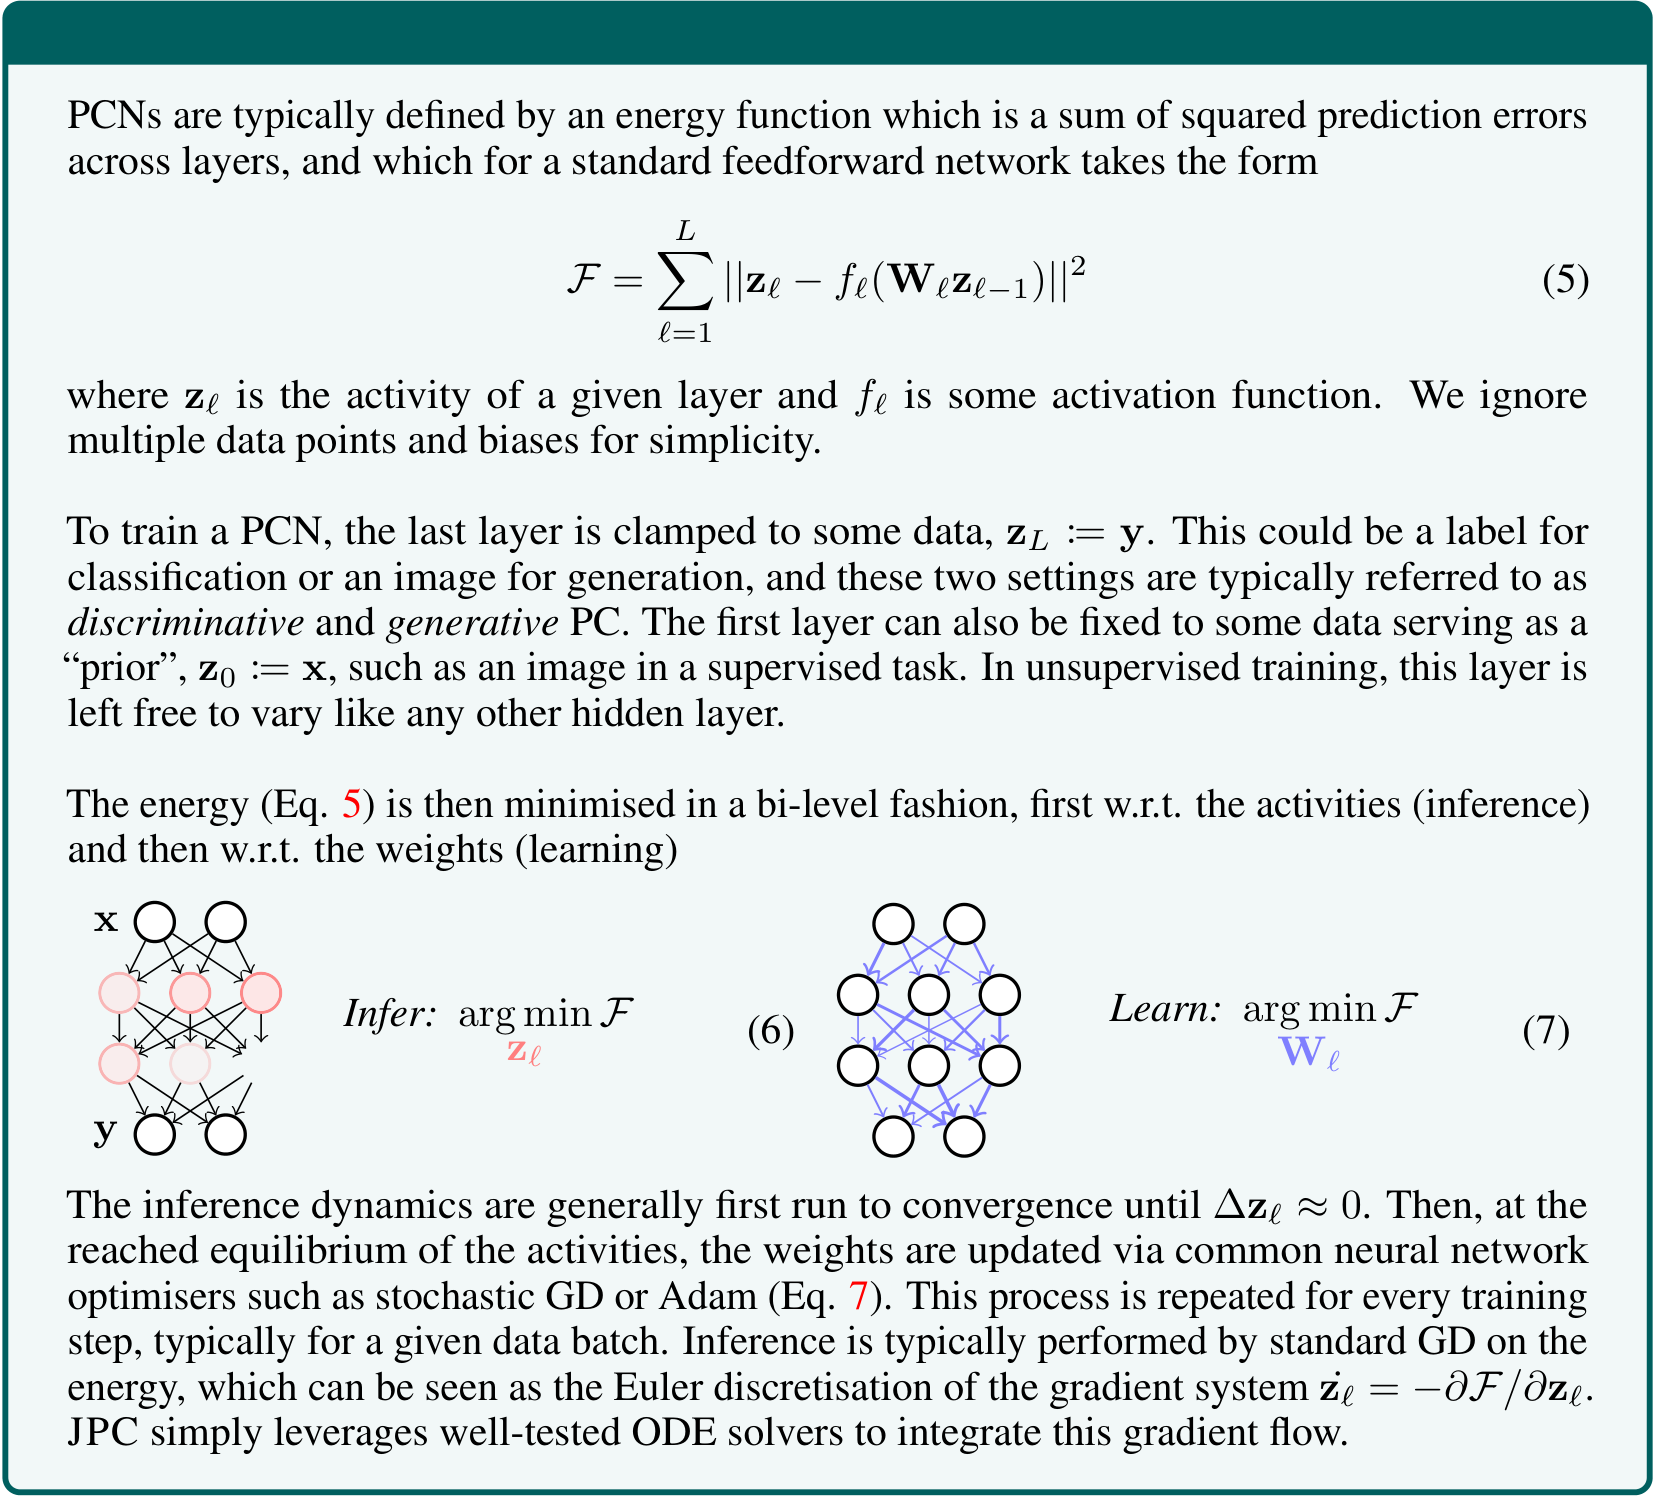 PCNs are typically defined by an energy function which is a sum of squared prediction errors
across layers, and which for a standard feedforward network takes the form
$\mathcal{F} = \sum_{\ell=1}^{L} ||\mathbf{z}_\ell - f_\ell(\mathbf{W}_\ell \mathbf{z}_{\ell-1})||^2$ (5)
where $\mathbf{z}_\ell$ is the activity of a given layer and $f_\ell$ is some activation function. We ignore
multiple data points and biases for simplicity.
To train a PCN, the last layer is clamped to some data, $\mathbf{z}_L := \mathbf{y}$. This could be a label for
classification or an image for generation, and these two settings are typically referred to as
discriminative and generative PC. The first layer can also be fixed to some data serving as a
“prior”, $\mathbf{z}_0 := \mathbf{x}$, such as an image in a supervised task. In unsupervised training, this layer is
left free to vary like any other hidden layer.
The energy (Eq. 5) is then minimised in a bi-level fashion, first w.r.t. the activities (inference)
and then w.r.t. the weights (learning)
x
y
Infer: $\arg\min_{\mathbf{z}_\ell} \mathcal{F}$ (6)
Learn: $\arg\min_{\mathbf{W}_\ell} \mathcal{F}$ (7)
The inference dynamics are generally first run to convergence until $\Delta\mathbf{z}_\ell \approx 0$. Then, at the
reached equilibrium of the activities, the weights are updated via common neural network
optimisers such as stochastic GD or Adam (Eq. 7). This process is repeated for every training
step, typically for a given data batch. Inference is typically performed by standard GD on the
energy, which can be seen as the Euler discretisation of the gradient system $\dot{\mathbf{z}_\ell} = -\partial\mathcal{F}/\partial\mathbf{z}_\ell$.
JPC simply leverages well-tested ODE solvers to integrate this gradient flow.